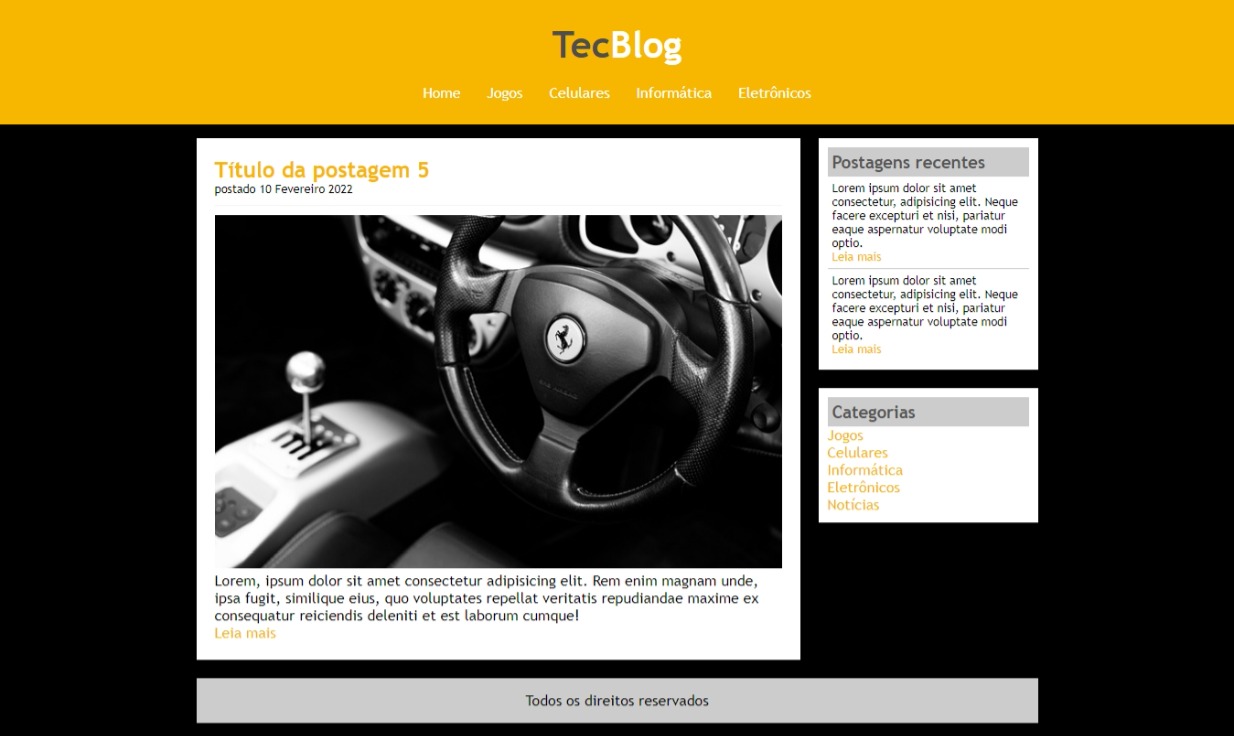 TecBlog
Home Jogos Celulares Informática Eletrônicos
Título da postagem 5
postado 10 Fevereiro 2022
Lorem, ipsum dolor sit amet consectetur adipisicing elit. Rem enim magnam unde,
ipsa fugit, similique eius, quo voluptates repellat veritatis repudiandae maxime ex
consequatur reiciendis deleniti et est laborum cumque!
Leia mais
Postagens recentes
Lorem ipsum dolor sit amet
consectetur, adipisicing elit. Neque
facere excepturi et nisi, pariatur
eaque aspernatur voluptate modi
optio.
Leia mais
Lorem ipsum dolor sit amet
consectetur, adipisicing elit. Neque
facere excepturi et nisi, pariatur
eaque aspernatur voluptate modi
optio.
Leia mais
Categorias
Jogos
Celulares
Informática
Eletrônicos
Notícias
Todos os direitos reservados